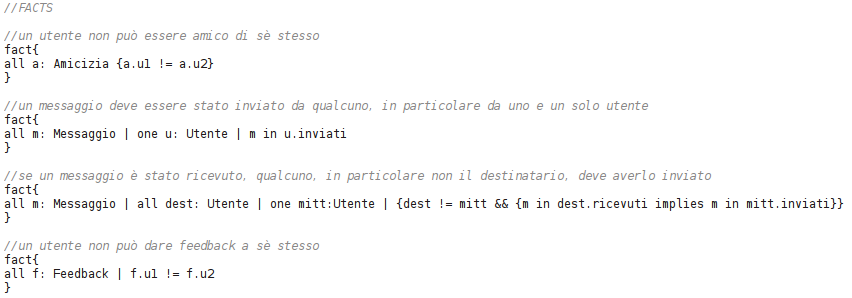 //FACTS
//un utente non può essere amico di sè stesso
fact{
all a: Amicizia {a.u1 != a.u2}
}
//un messaggio deve essere stato inviato da qualcuno, in particolare da uno e un solo utente
fact{
all m: Messaggio | one u: Utente | m in u.inviati
}
//se un messaggio è stato ricevuto, qualcuno, in particolare non il destinatario, deve averlo inviato
fact{
all m: Messaggio | all dest: Utente | one mitt:Utente | {dest != mitt && {m in dest.ricevuti implies m in mitt.inviati}}
}
//un utente non può dare feedback a sè stesso
fact{
all f: Feedback | f.u1 != f.u2
}